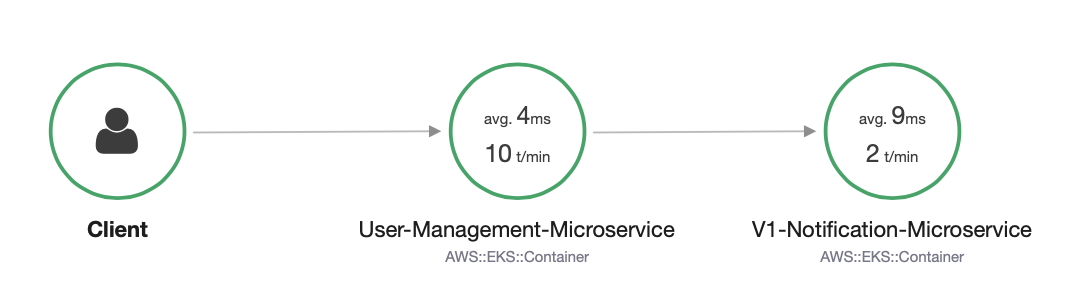 avg. 4ms
10 t/min
avg. 9ms
2 t/min
Client
User-Management-Microservice
AWS::EKS::Container
V1-Notification-Microservice
AWS::EKS::Container